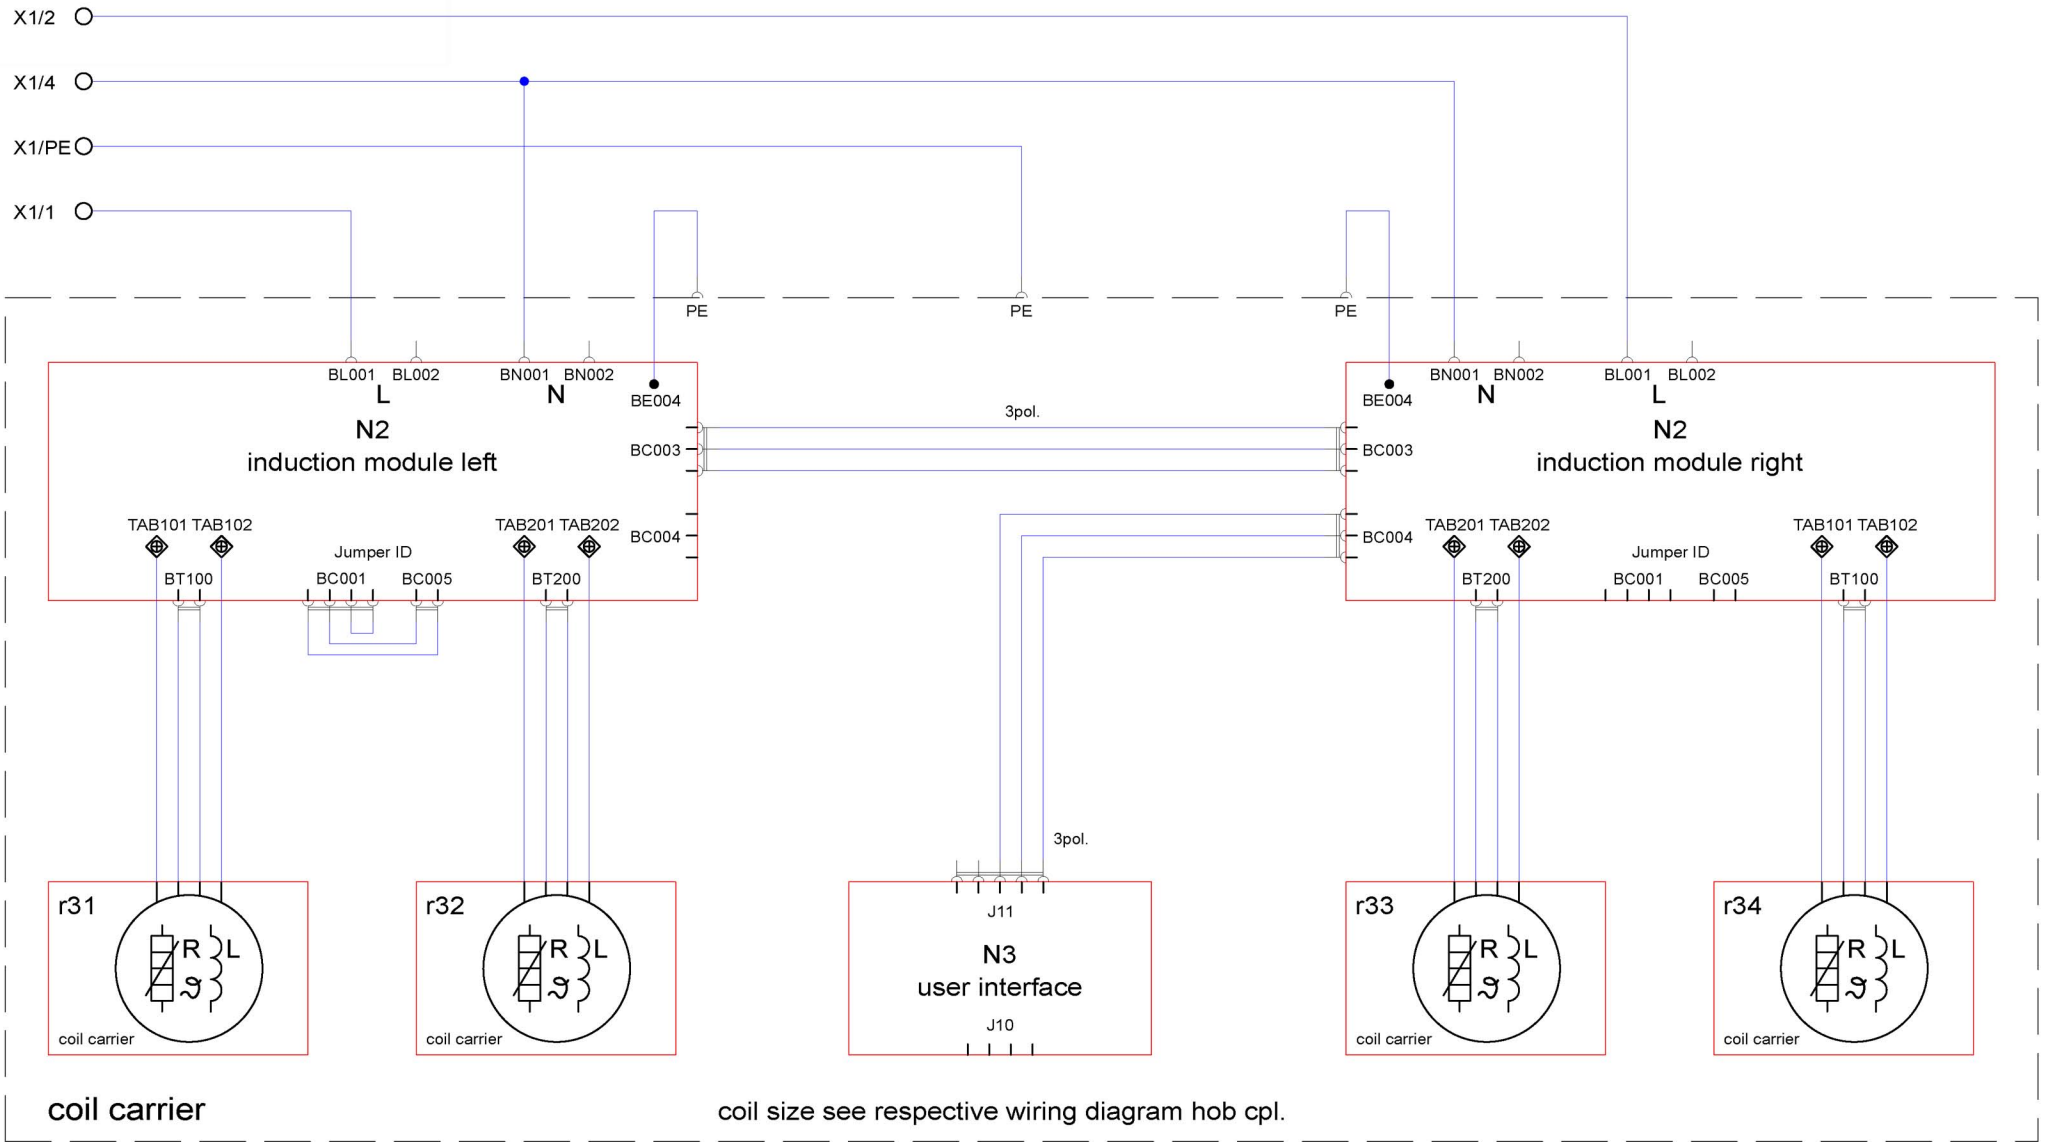 X1/2
X1/4
X1/PE
X1/1
PE
PE
PE
BL001 BL002
BN001 BN002
BN001 BN002
BL001 BL002
L
N
N
L
BE004
BE004
3pol.
N2
induction module left
N2
induction module right
BC003
BC003
TAB101 TAB102
TAB201 TAB202
TAB201 TAB202
TAB101 TAB102
BC004
BC004
Jumper ID
Jumper ID
BT100
BC001
BC005
BT200
BT200
BC001
BC005
BT100
3pol.
r31
R L
ϑ
coil carrier
r32
R L
ϑ
coil carrier
J11
N3
user interface
J10
r33
R L
ϑ
coil carrier
r34
R L
ϑ
coil carrier
coil carrier
coil size see respective wiring diagram hob cpl.